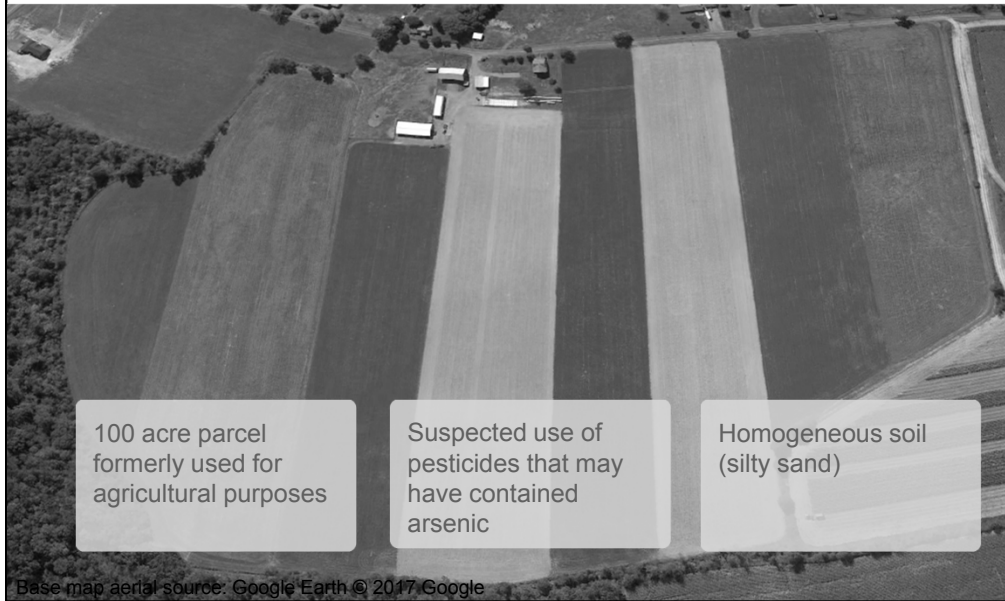 100 acre parcel
formerly used for
agricultural purposes
Suspected use of
pesticides that may
have contained
arsenic
Homogeneous soil
(silty sand)
Base map aerial source: Google Earth © 2017 Google